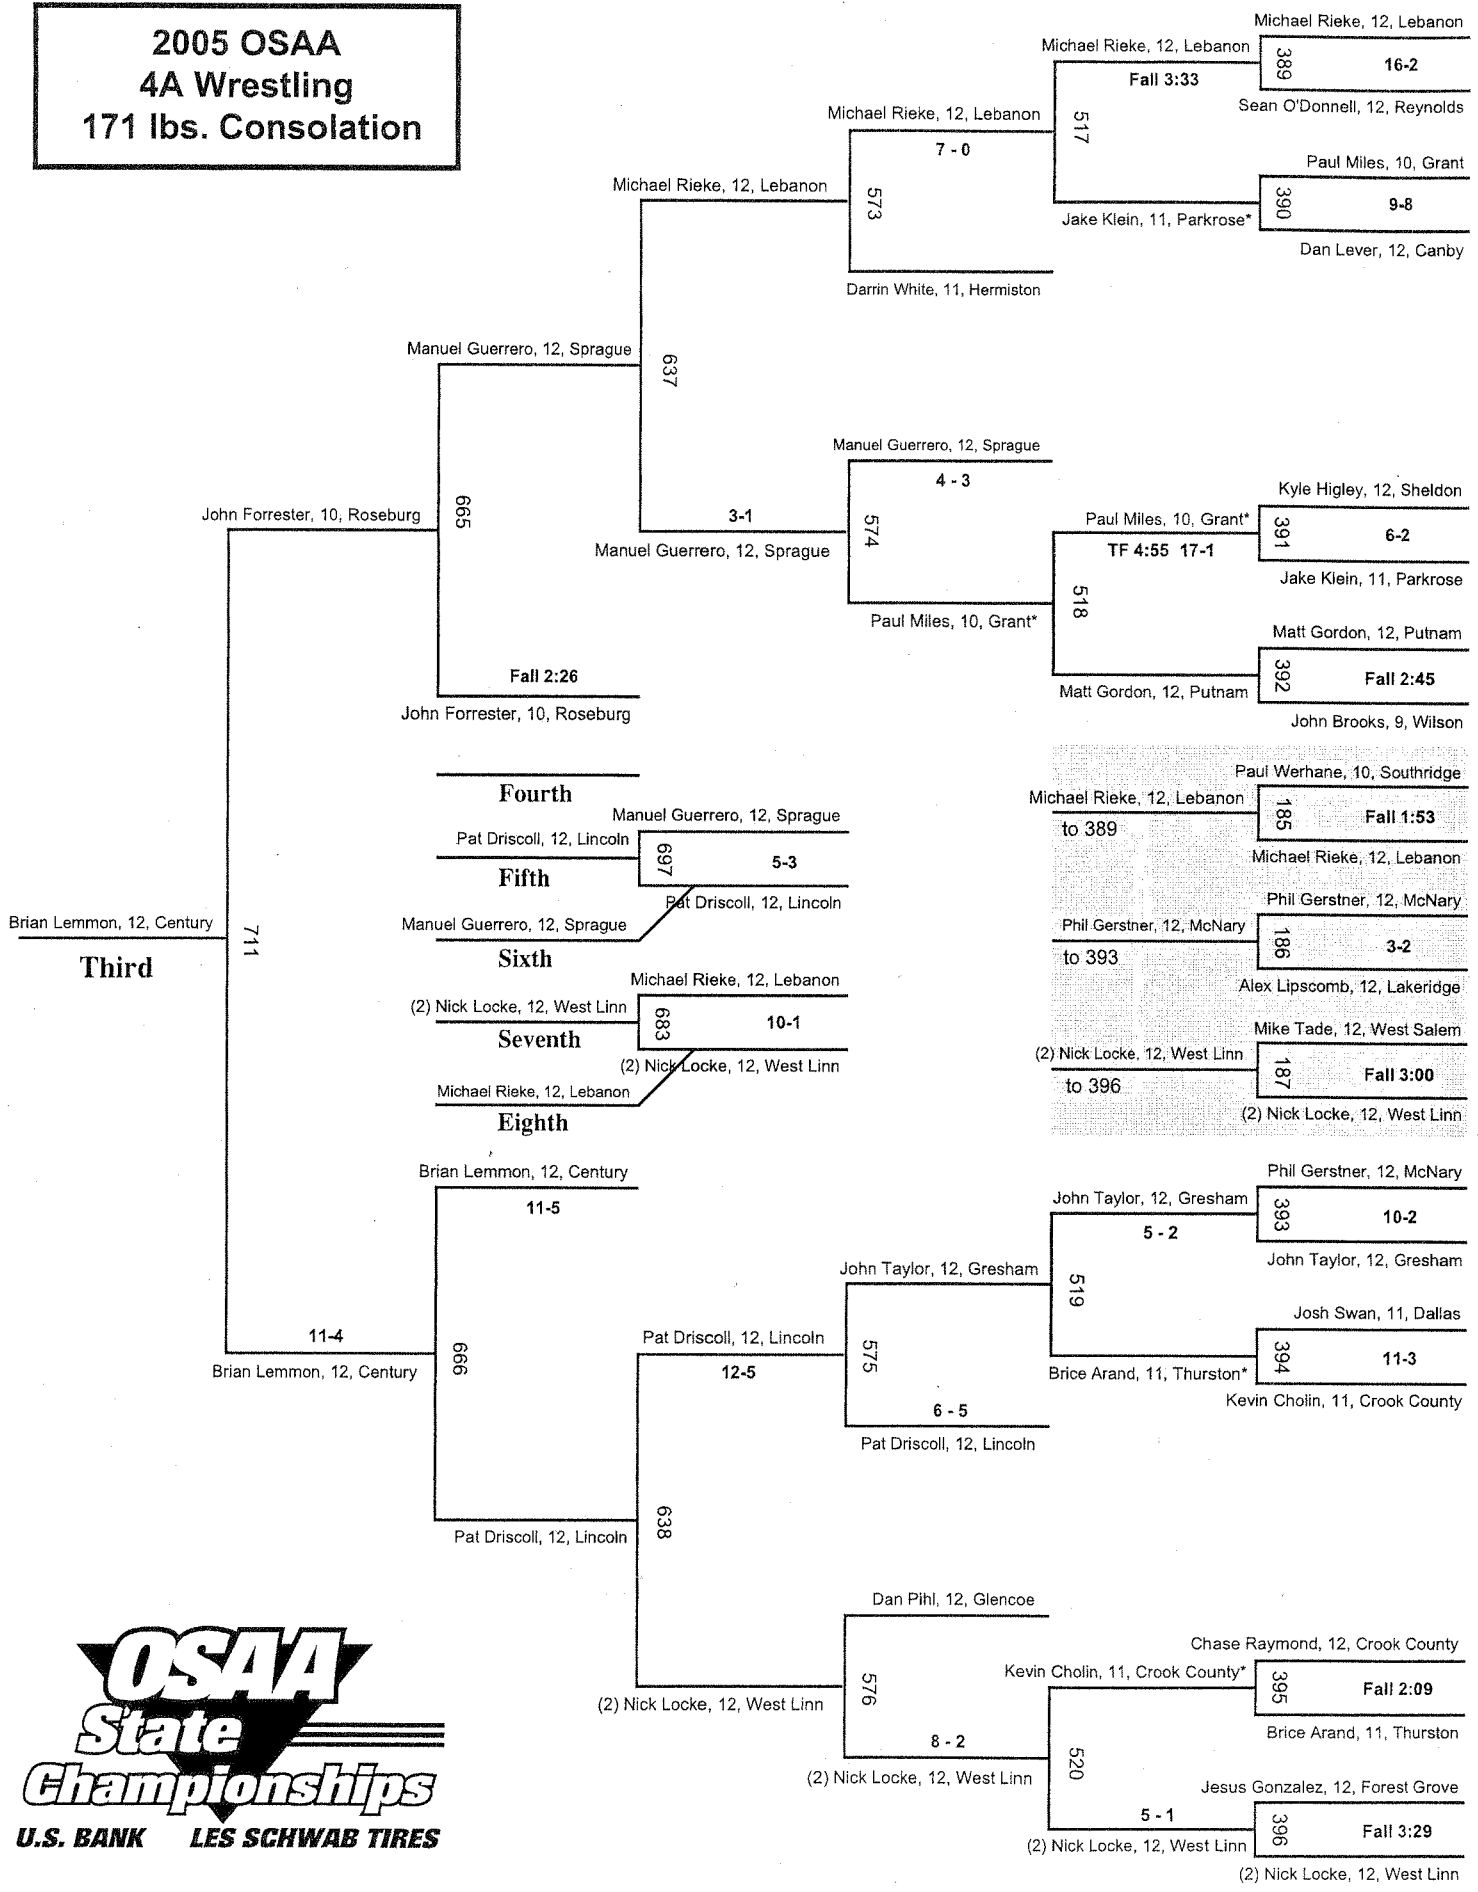 2005 OSAA
4A Wrestling
171 lbs. Consolation
Michael Rieke, 12, Lebanon
389
16-2
Sean O'Donnell, 12, Reynolds
Michael Rieke, 12, Lebanon
Fall 3:33
517
Paul Miles, 10, Grant
390
9-8
Dan Lever, 12, Canby
Jake Klein, 11, Parkrose*
Michael Rieke, 12, Lebanon
7 - 0
573
Darrin White, 11, Hermiston
Michael Rieke, 12, Lebanon
637
Manuel Guerrero, 12, Sprague
665
Manuel Guerrero, 12, Sprague
4 - 3
574
3-1
Manuel Guerrero, 12, Sprague
Kyle Higley, 12, Sheldon
391
6-2
Jake Klein, 11, Parkrose
Paul Miles, 10, Grant*
TF 4:55 17-1
518
Paul Miles, 10, Grant*
Matt Gordon, 12, Putnam
392
Fall 2:45
John Brooks, 9, Wilson
Matt Gordon, 12, Putnam
John Forrester, 10, Roseburg
Fall 2:26
John Forrester, 10, Roseburg
Fourth
Manuel Guerrero, 12, Sprague
Pat Driscoll, 12, Lincoln
697
5-3
Fifth
Pat Driscoll, 12, Lincoln
Manuel Guerrero, 12, Sprague
Sixth
Michael Rieke, 12, Lebanon
(2) Nick Locke, 12, West Linn
683
10-1
Seventh
(2) Nick Locke, 12, West Linn
Michael Rieke, 12, Lebanon
Eighth
Paul Werhane, 10, Southridge
Michael Rieke, 12, Lebanon
185
Fall 1:53
to 389
Michael Rieke, 12, Lebanon
Phil Gerstner, 12, McNary
Phil Gerstner, 12, McNary
186
3-2
to 393
Alex Lipscomb, 12, Lakeridge
Mike Tade, 12, West Salem
(2) Nick Locke, 12, West Linn
187
Fall 3:00
to 396
(2) Nick Locke, 12, West Linn
Brian Lemmon, 12, Century
Third
711
Brian Lemmon, 12, Century
11-5
11-4
Brian Lemmon, 12, Century
666
Phil Gerstner, 12, McNary
John Taylor, 12, Gresham
393
10-2
5 - 2
John Taylor, 12, Gresham
John Taylor, 12, Gresham
519
Josh Swan, 11, Dallas
394
11-3
Brice Arand, 11, Thurston*
Kevin Cholin, 11, Crook County
Pat Driscoll, 12, Lincoln
12-5
575
6 - 5
Pat Driscoll, 12, Lincoln
638
Pat Driscoll, 12, Lincoln
Dan Pihl, 12, Glencoe
Chase Raymond, 12, Crook County
Kevin Cholin, 11, Crook County*
395
Fall 2:09
(2) Nick Locke, 12, West Linn
576
Brice Arand, 11, Thurston
8 - 2
520
(2) Nick Locke, 12, West Linn
Jesus Gonzalez, 12, Forest Grove
5 - 1
396
Fall 3:29
(2) Nick Locke, 12, West Linn
(2) Nick Locke, 12, West Linn
OSAA
State
Championships
U.S. BANK LES SCHWAB TIRES